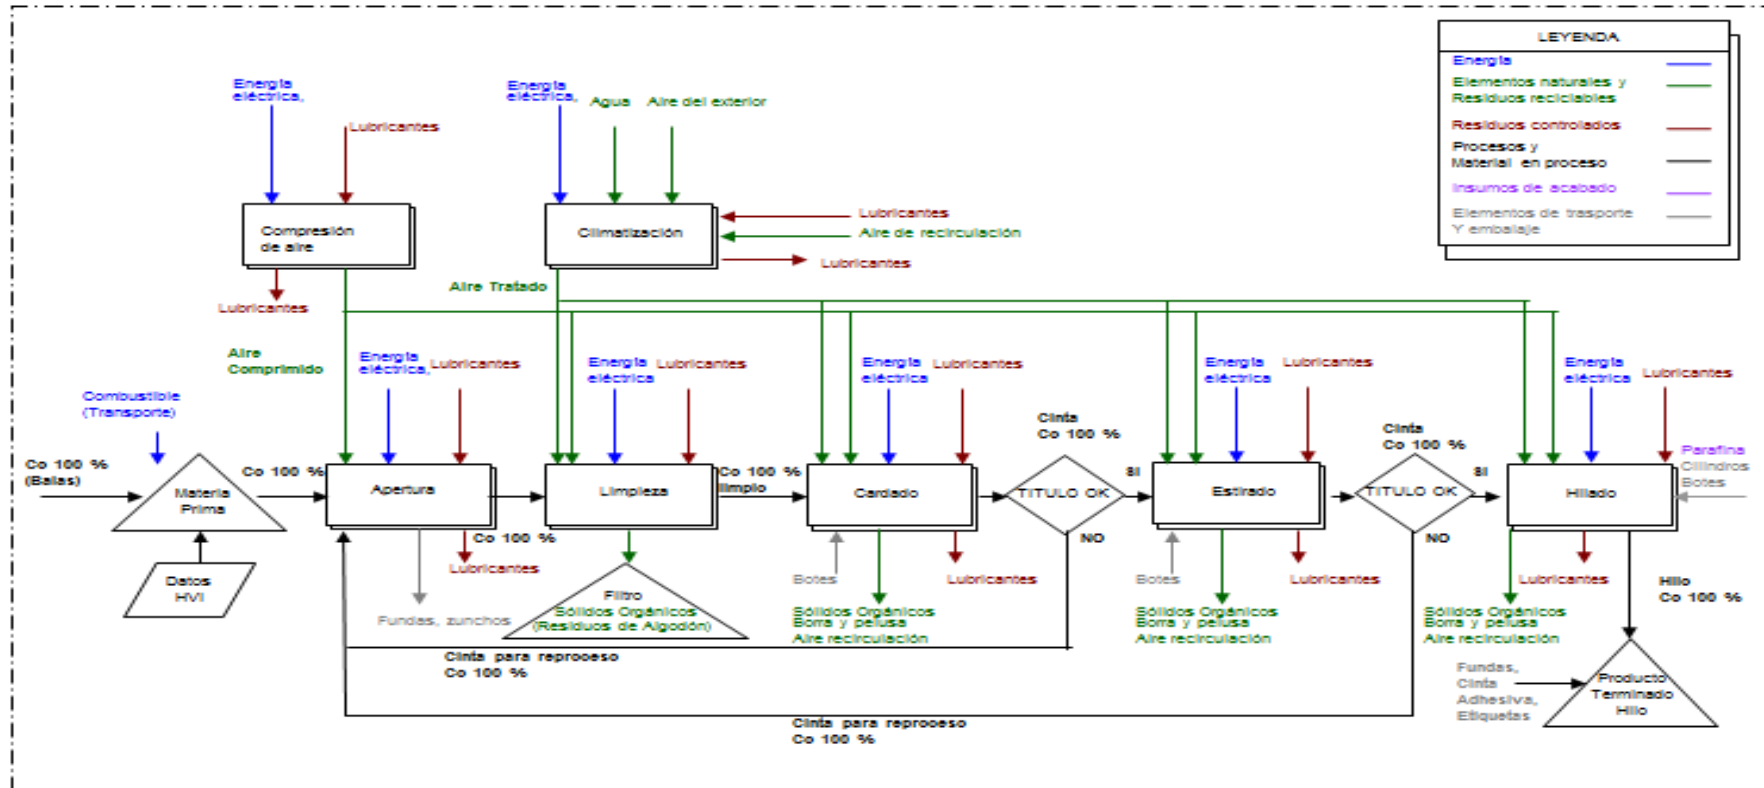 LEYENDA
Energía
Elementos naturales y
Residuos reciclables
Residuos controlados
Procesos y
Material en proceso
Insumos de acabado
Elementos de trasporte
Y embalaje
Energía
eléctrica,
Lubricantes
Energía
eléctrica,
Agua
Aire del exterior
Compresión
de aire
Climatización
Lubricantes
Aire de recirculación
Lubricantes
Lubricantes
Aire Tratado
Aire
Comprimido
Energía
eléctrica,
Lubricantes
Energía
eléctrica
Lubricantes
Energía
eléctrica
Lubricantes
Energía
eléctrica
Lubricantes
Energía
eléctrica
Lubricantes
Combustible
(Transporte)
Cinta
Co 100 %
Cinta
Co 100 %
Co 100 %
(Balas)
Materia
Prima
Co 100 %
Apertura
Limpieza
Co 100 %
limpio
Cardado
TITULO OK
SI
Estirado
TITULO OK
SI
Hilado
Parafina
Cilindros
Botes
Co 100 %
NO
NO
Datos
HVI
Lubricantes
Fundas, zunchos
Filtro
Sólidos Orgánicos
(Residuos de Algodón)
Botes
Lubricantes
Sólidos Orgánicos
Borra y pelusa
Aire recirculación
Botes
Lubricantes
Sólidos Orgánicos
Borra y pelusa
Aire recirculación
Lubricantes
Sólidos Orgánicos
Borra y pelusa
Aire recirculación
Hilo
Co 100 %
Cinta para reproceso
Co 100 %
Fundas,
Cinta
Adhesiva,
Etiquetas
Producto
Terminado
Hilo
Cinta para reproceso
Co 100 %